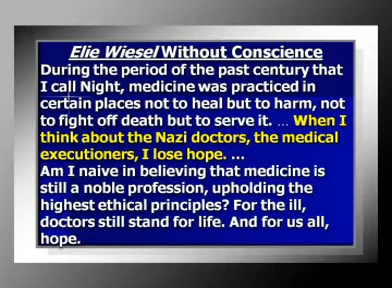 Elie Wiesel Without Conscience
During the period of the past century that
I call Night, medicine was practiced in
certain places not to heal but to harm, not
to fight off death but to serve it. … When I
think about the Nazi doctors, the medical
executioners, I lose hope. …
Am I naive in believing that medicine is
still a noble profession, upholding the
highest ethical principles? For the ill,
doctors still stand for life. And for us all,
hope.